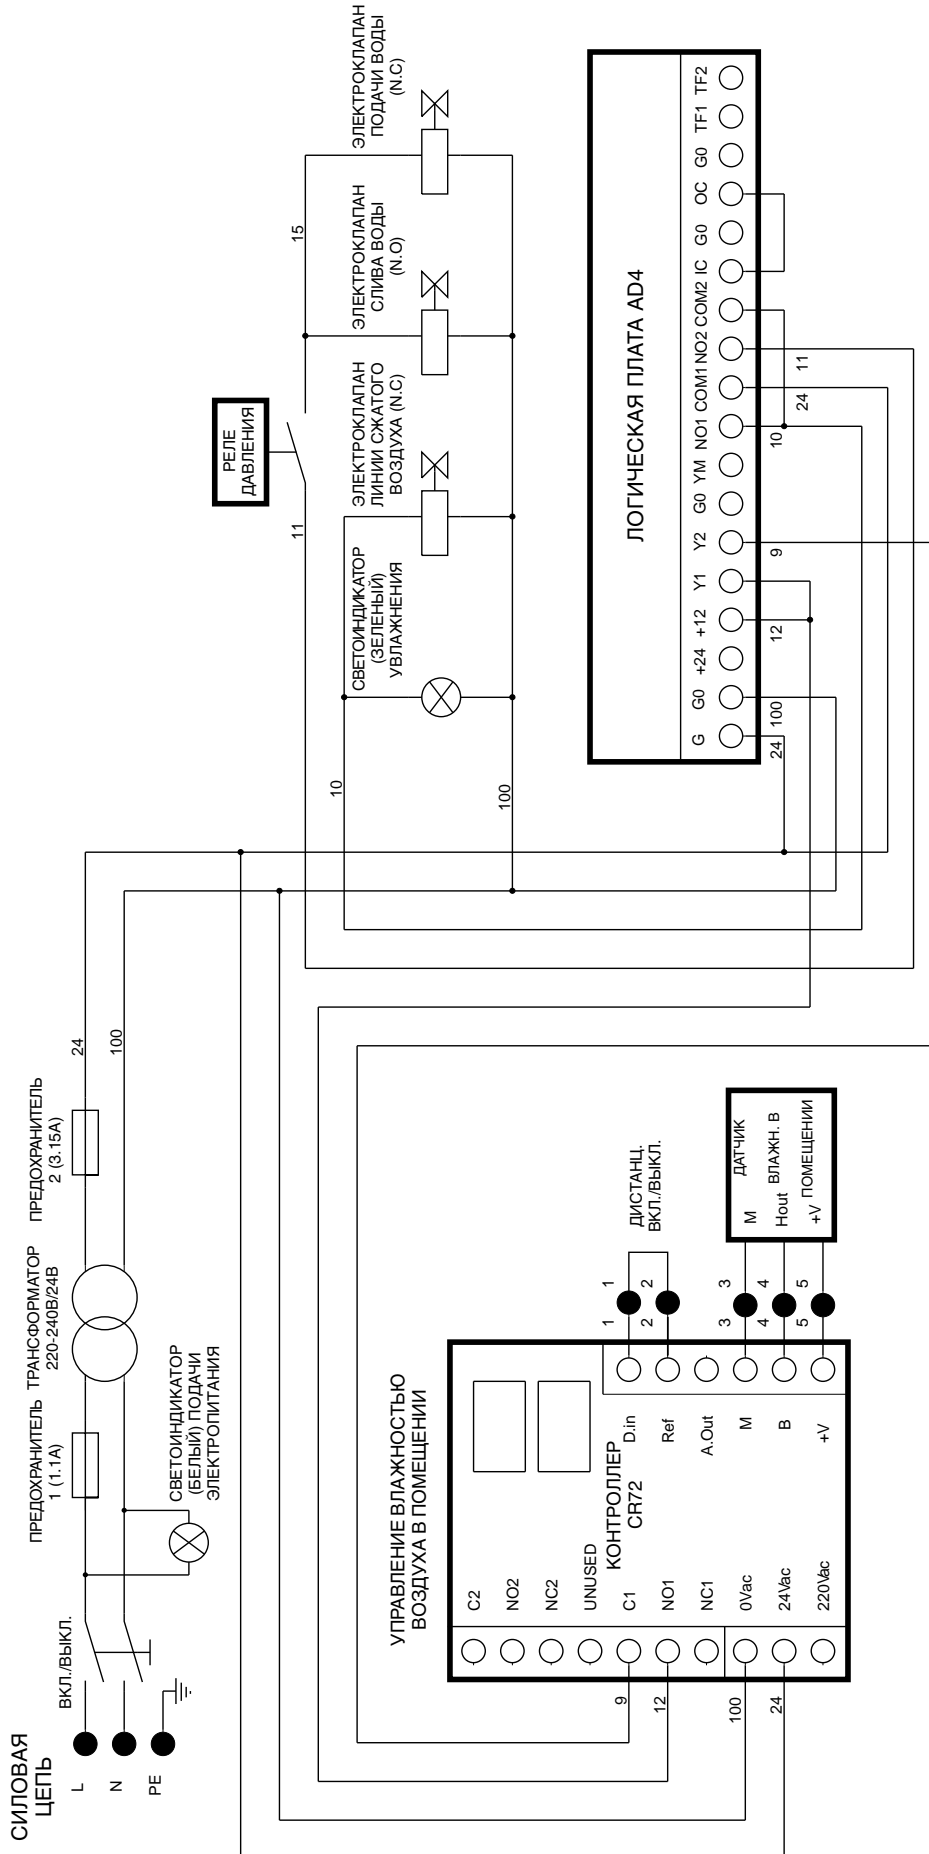 СИЛОВАЯ
ЦЕПЬ
L
N
PE
ВКЛ./ВЫКЛ.
СВЕТОИНДИКАТОР
(БЕЛЫЙ) ПОДАЧИ
ЭЛЕКТРОПИТАНИЯ
ПРЕДОХРАНИТЕЛЬ
1 (1.1A)
ТРАНСФОРМАТОР
220-240В/24В
ПРЕДОХРАНИТЕЛЬ
2 (3.15A)
24
100
РЕЛЕ
ДАВЛЕНИЯ
11
15
10
100
СВЕТОИНДИКАТОР
(ЗЕЛЕНЫЙ)
УВЛАЖНЕНИЯ
ЭЛЕКТРОКЛАПАН
ЛИНИИ СЖАТОГО
ВОЗДУХА (N.C)
ЭЛЕКТРОКЛАПАН
СЛИВА ВОДЫ
(N.O)
ЭЛЕКТРОКЛАПАН
ПОДАЧИ ВОДЫ
(N.C)
УПРАВЛЕНИЕ ВЛАЖНОСТЬЮ
ВОЗДУХА В ПОМЕЩЕНИИ
C2
NO2
NC2
UNUSED
C1
NO1
NC1
0Vac
24Vac
220Vac
9
12
100
24
КОНТРОЛЛЕР
CR72
D.in
Ref
A.Out
M
B
+V
1 1
2 2
3 3
4 4
5 5
ДИСТАНЦ.
ВКЛ./ВЫКЛ.
ДАТЧИК
ВЛАЖН. В
ПОМЕЩЕНИИ
M
Hout
+V
ЛОГИЧЕСКАЯ ПЛАТА AD4
G G0 +24 +12 Y1 Y2 G0 YM NO1 COM1 NO2 COM2 IC G0 OC G0 TF1 TF2
24 100 12 9 10 24 11